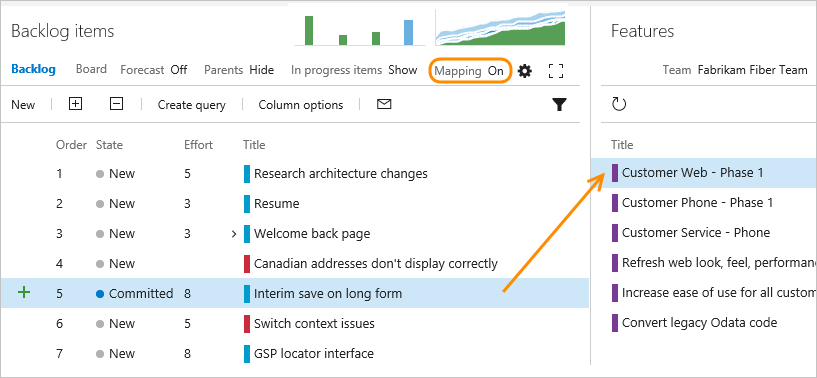 Backlog items
Backlog Board Forecast Off Parents Hide In progress items Show Mapping On
New Create query Column options
Order State Effort Title
1 New 5 Research architecture changes
2 New 3 Resume
3 New 3 Welcome back page
4 New Canadian addresses don't display correctly
5 Committed 8 Interim save on long form
6 New 5 Switch context issues
7 New 8 GSP locator interface
Features
Team Fabrikam Fiber Team
Title
Customer Web - Phase 1
Customer Phone - Phase 1
Customer Service - Phone
Refresh web look, feel, performan
Increase ease of use for all custom
Convert legacy Odata code